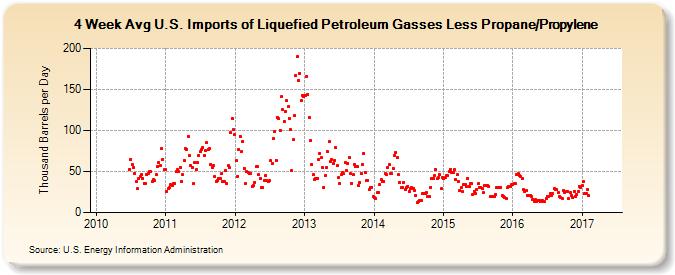 4 Week Avg U.S. Imports of Liquefied Petroleum Gasses Less Propane/Propylene
Thousand Barrels per Day
200
150
100
50
0
2010 2011 2012 2013 2014 2015 2016 2017
Source: U.S. Energy Information Administration